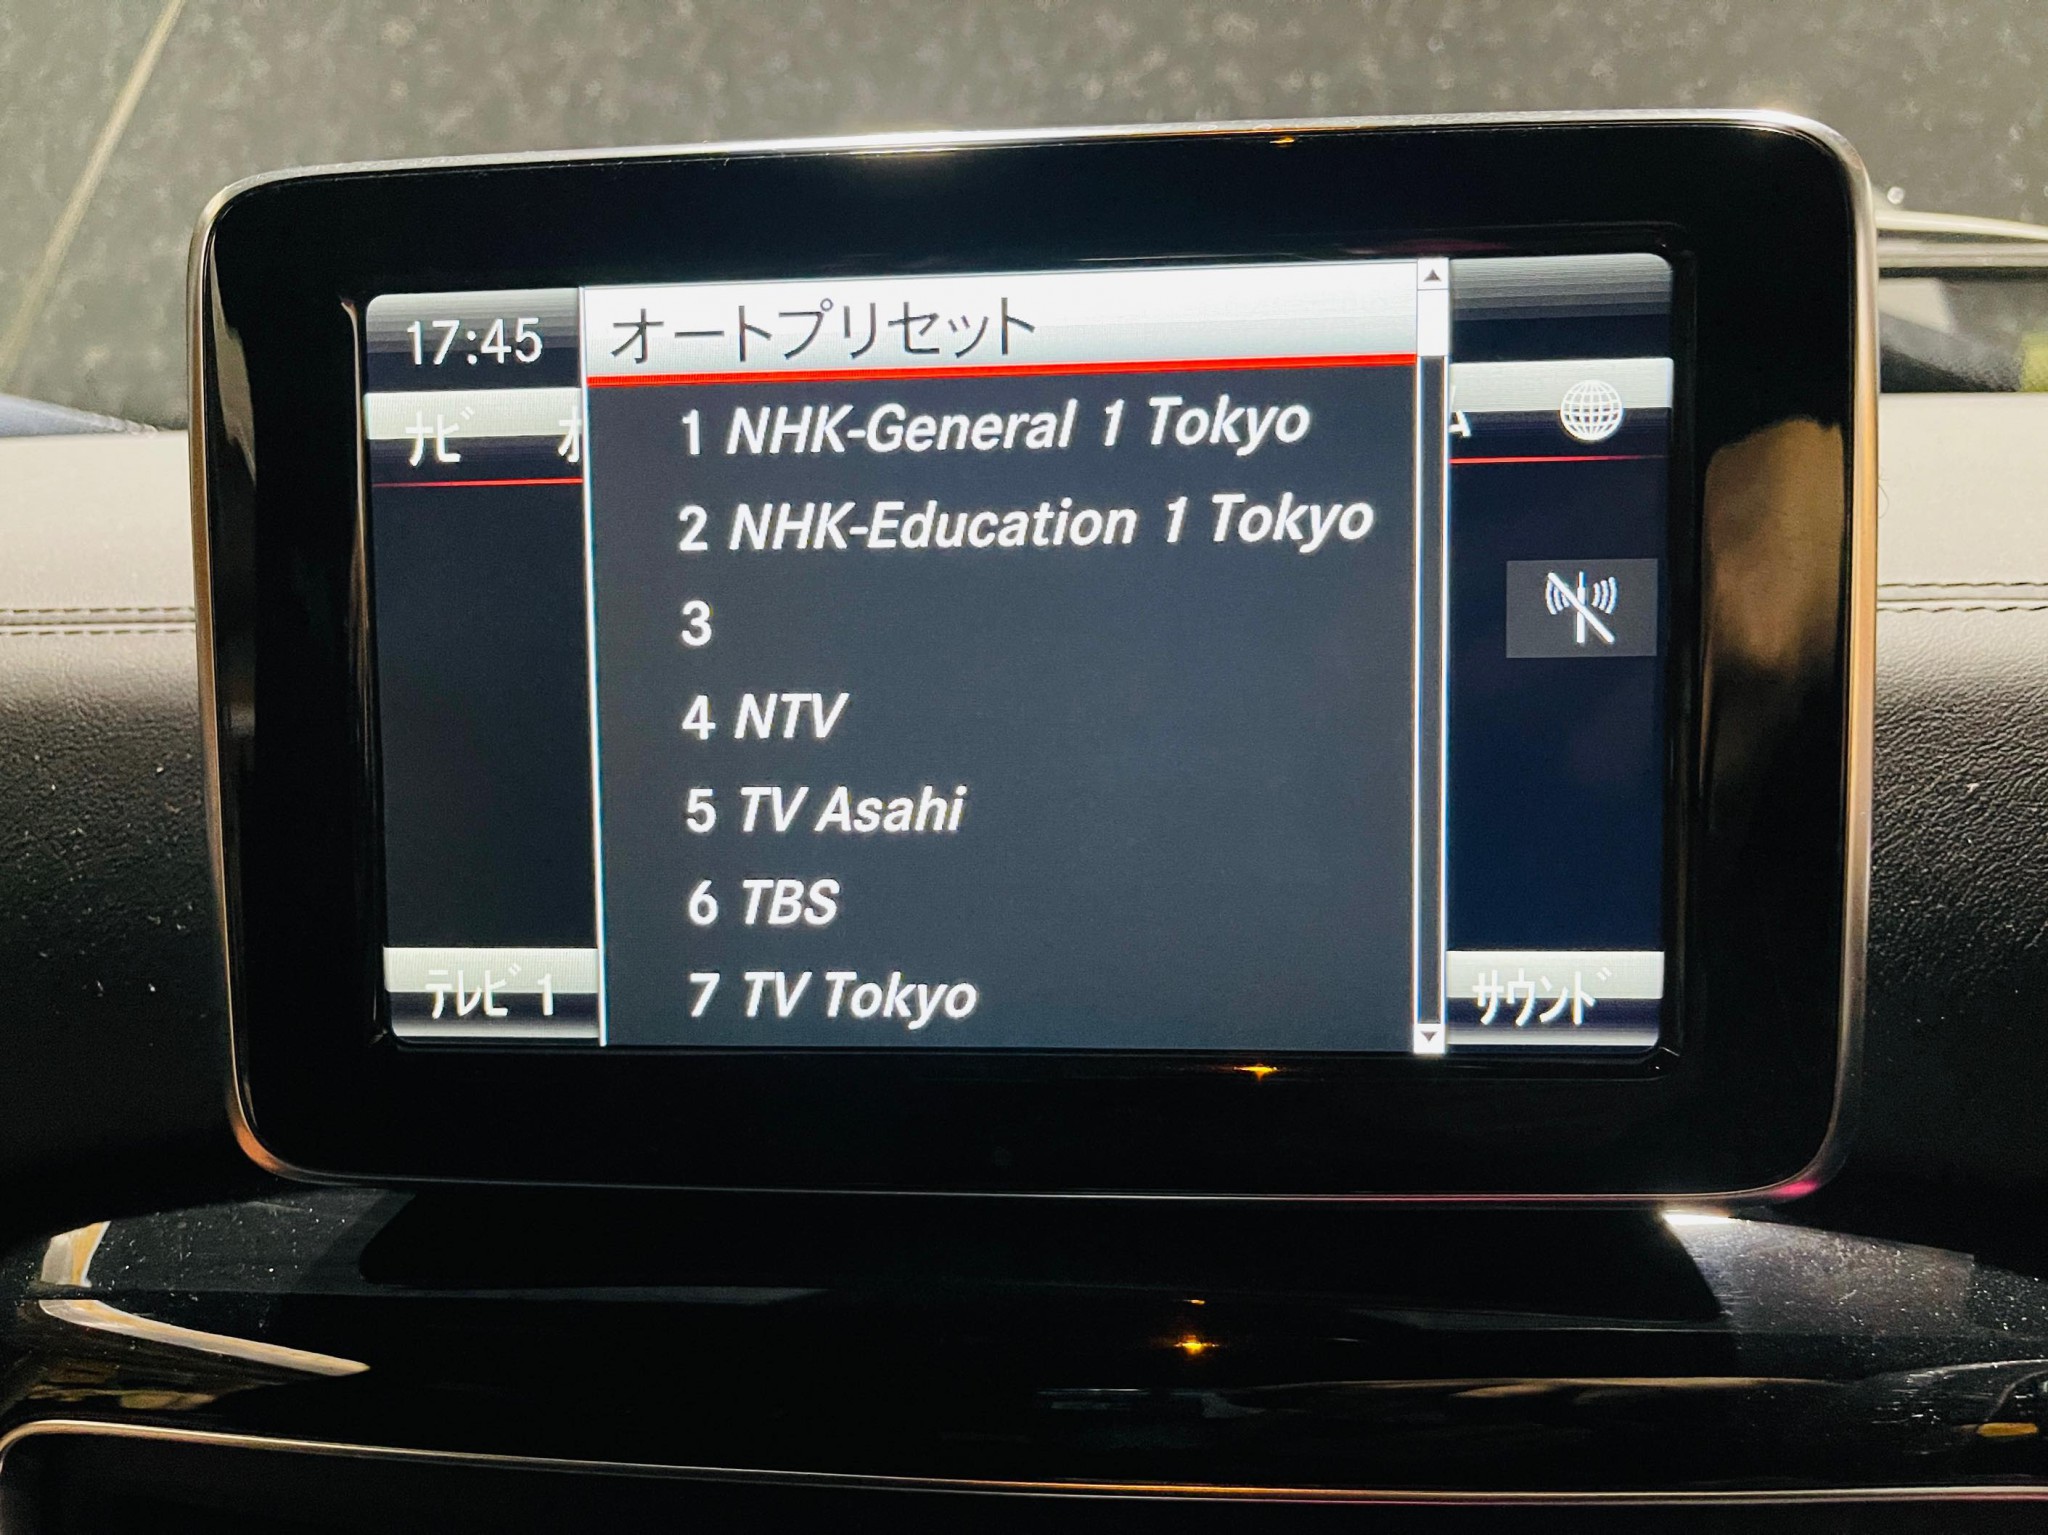 17:45
オートプリセット
ナビ
1 NHK-General 1 Tokyo
2 NHK-Education 1 Tokyo
3
4 NTV
5 TV Asahi
6 TBS
7 TV Tokyo
テレビ 1
サウンド